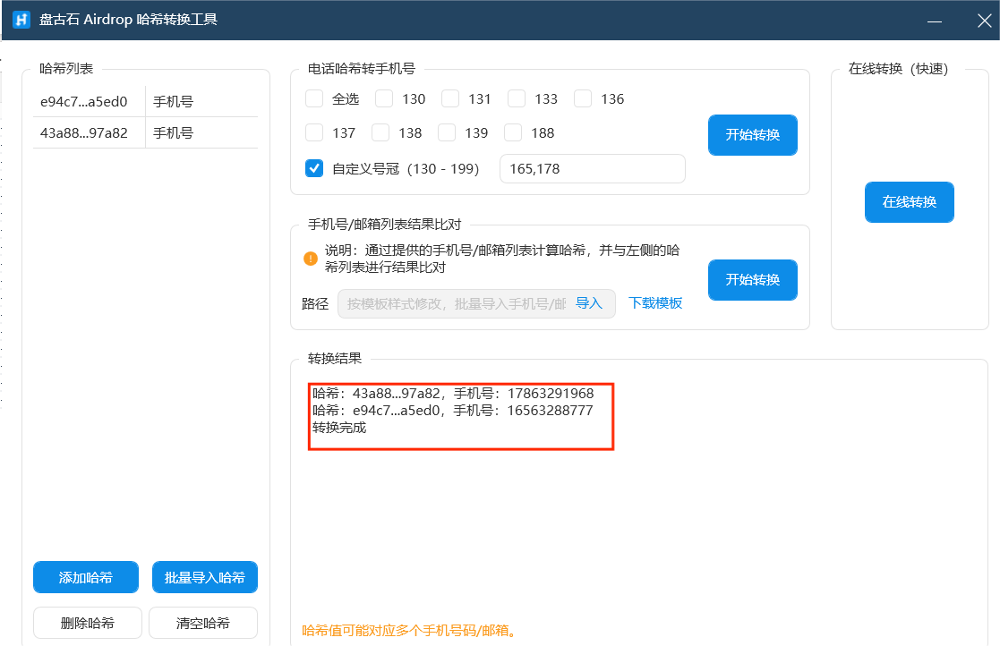 盘古石 Airdrop 哈希转换工具
哈希列表
e94c7...a5ed0 手机号
43a88...97a82 手机号
添加哈希 批量导入哈希
删除哈希 清空哈希
电话哈希转手机号
全选 130 131 133 136
137 138 139 188
自定义号冠（130 - 199） 165,178
开始转换
手机号/邮箱列表结果比对
说明：通过提供的手机号/邮箱列表计算哈希，并与左侧的哈
希列表进行结果比对
路径 按模板样式修改，批量导入手机号/邮 导入 下载模板
开始转换
在线转换（快速）
在线转换
转换结果
哈希：43a88...97a82，手机号：17863291968
哈希：e94c7...a5ed0，手机号：16563288777
转换完成
哈希值可能对应多个手机号码/邮箱。